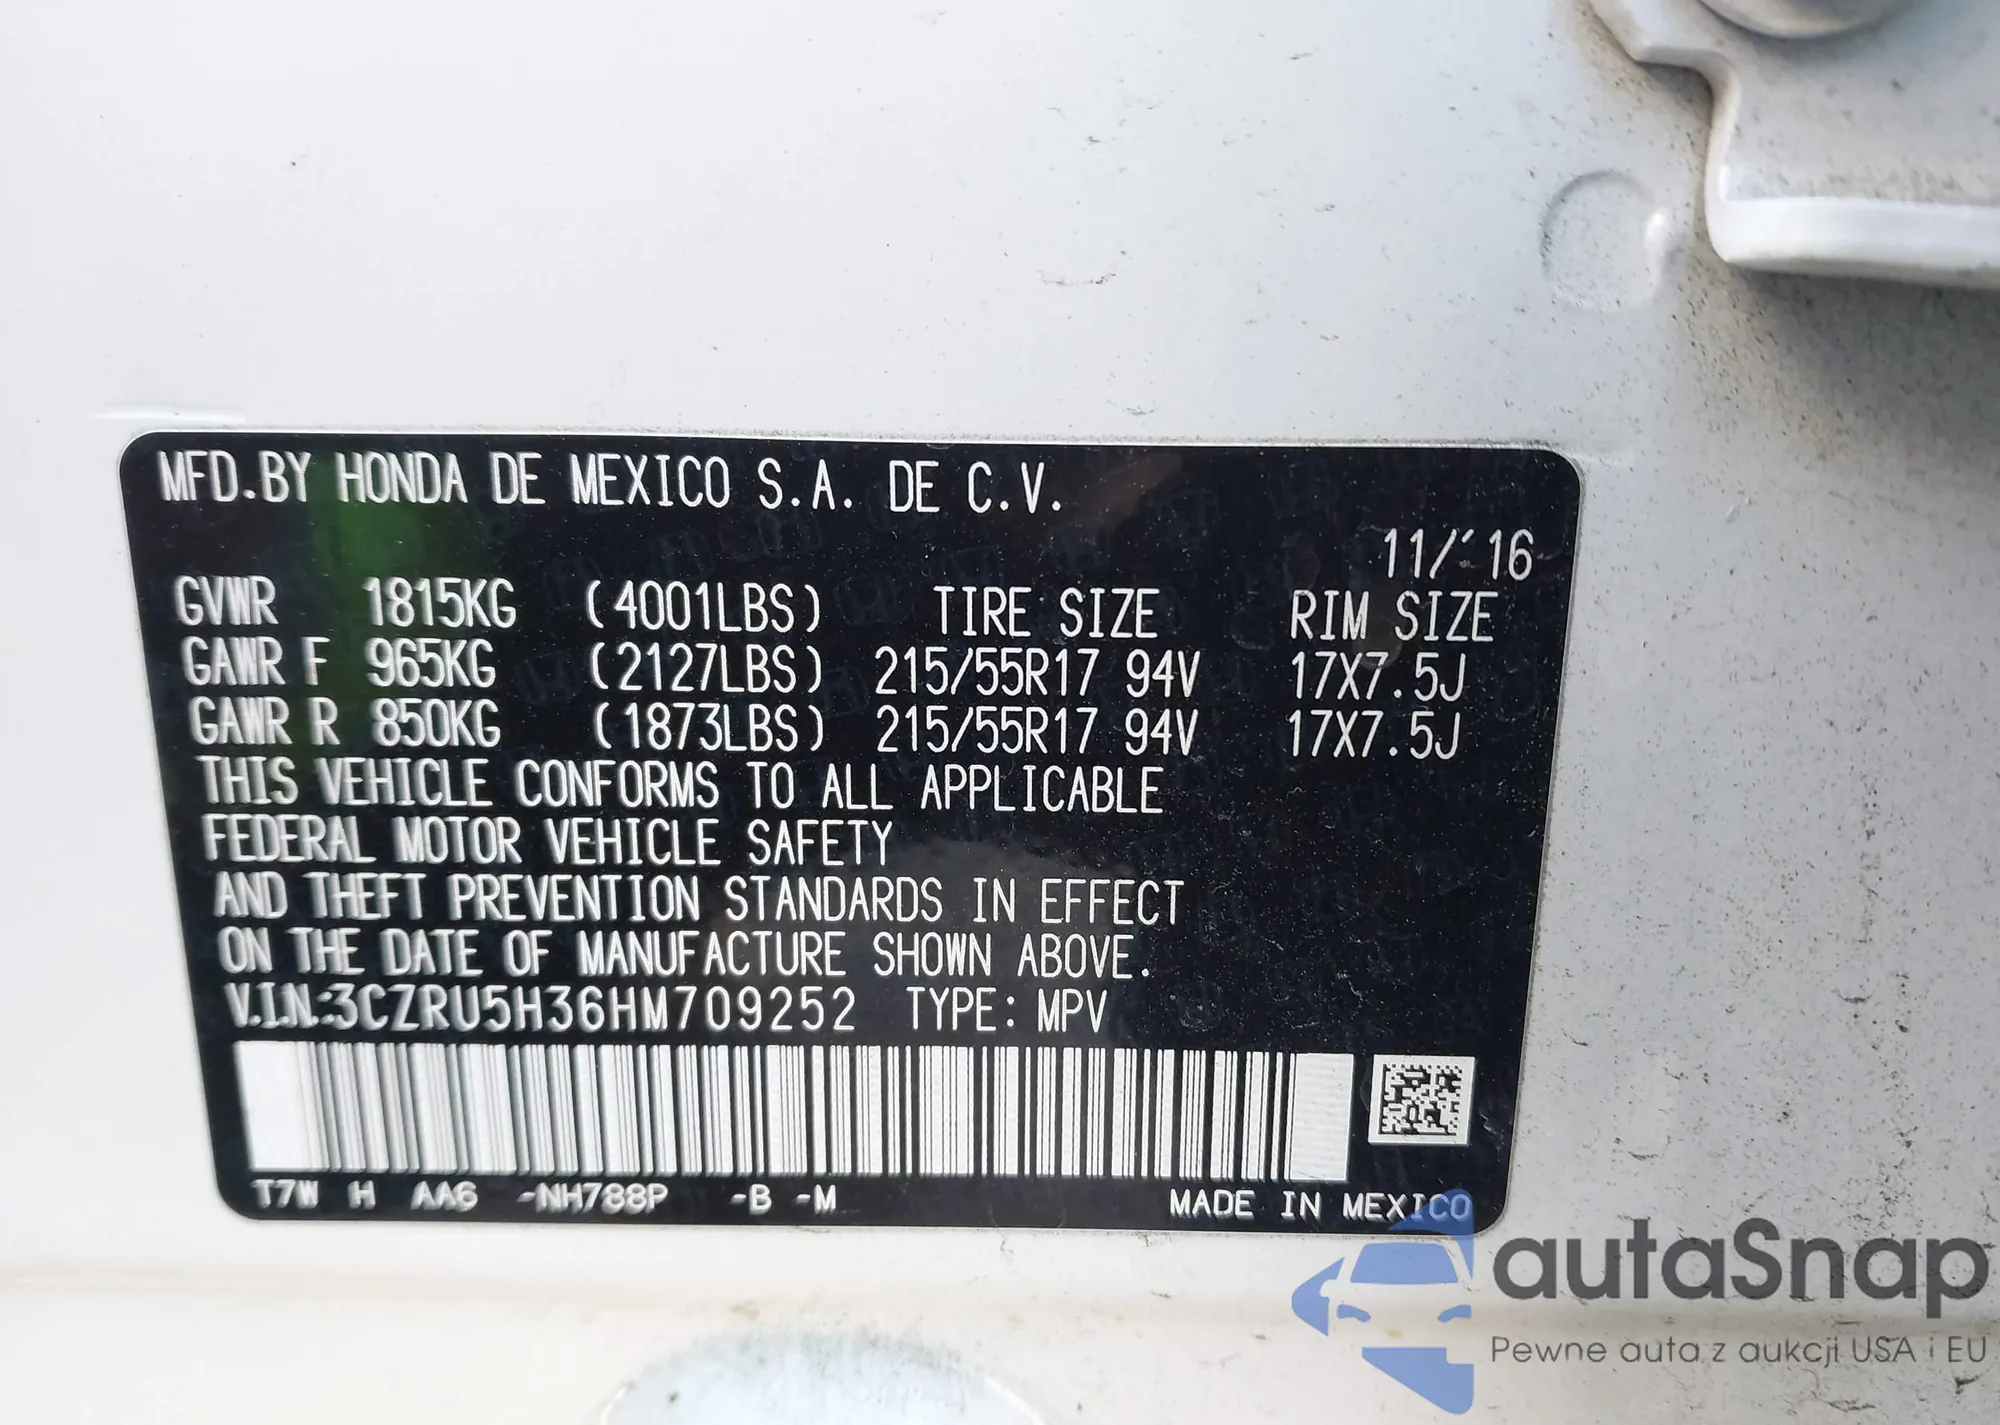 MFD.BY HONDA DE MEXICO S.A. DE C.V.
11/'16
GVWR 1815KG (4001LBS) TIRE SIZE RIM SIZE
GAWR F 965KG (2127LBS) 215/55R17 94V 17X7.5J
GAWR R 850KG (1873LBS) 215/55R17 94V 17X7.5J
THIS VEHICLE CONFORMS TO ALL APPLICABLE
FEDERAL MOTOR VEHICLE SAFETY
AND THEFT PREVENTION STANDARDS IN EFFECT
ON THE DATE OF MANUFACTURE SHOWN ABOVE.
V.I.N.:3CZRU5H36HM709252 TYPE: MPV
T7W H AA6 -NH788P -B -M MADE IN MEXICO
autaSnap
Pewne auta z aukcji USA i EU